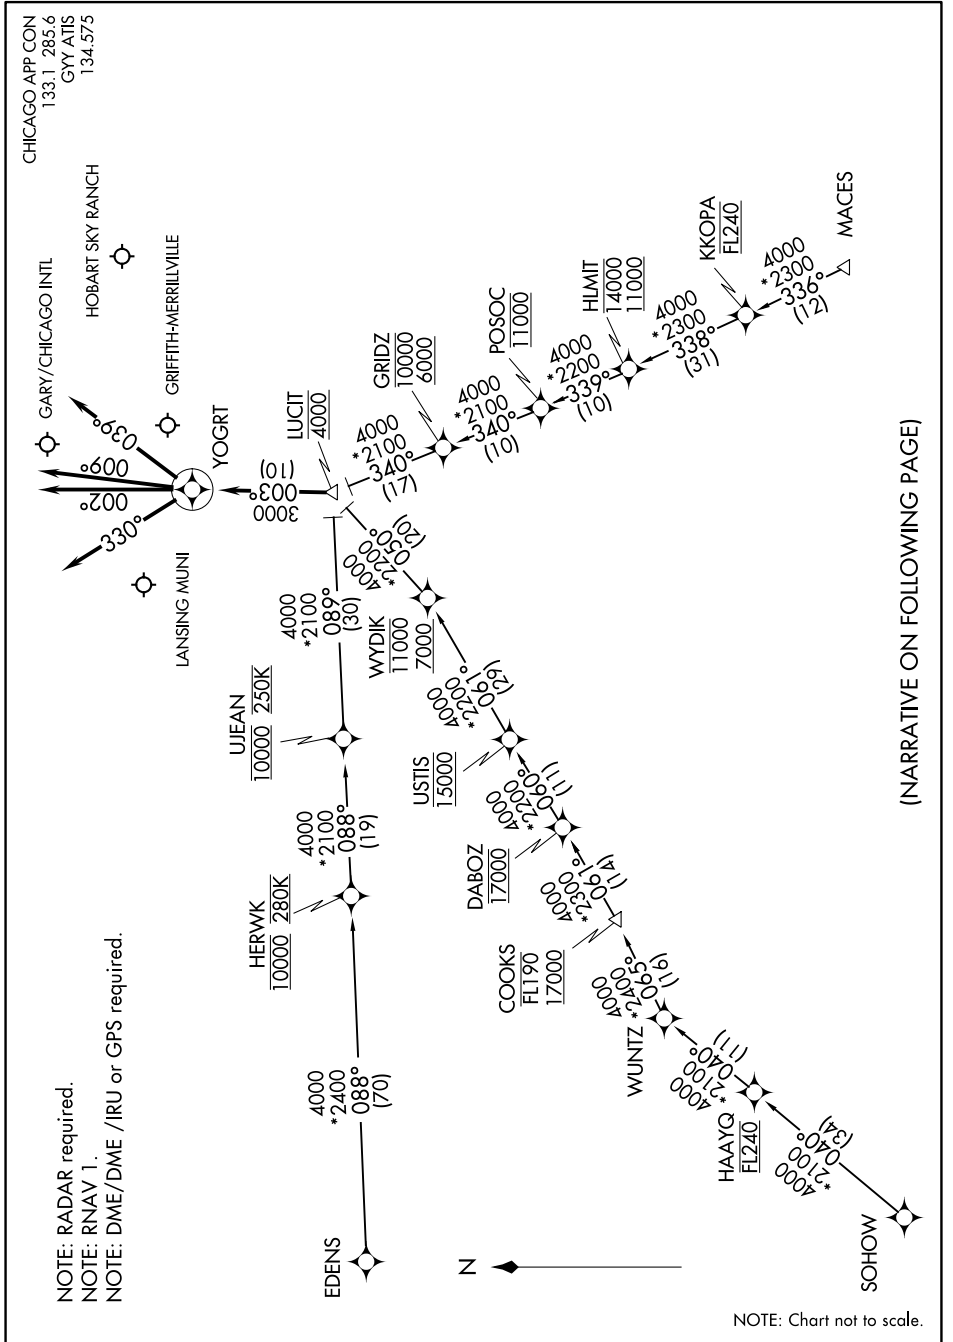 CHICAGO APP CON
133.1 285.6
GYY ATIS
134.575
NOTE: RADAR required.
NOTE: RNAV 1.
NOTE: DME/DME /IRU or GPS required.
GARY/CHICAGO INTL
HOBART SKY RANCH
GRIFFITH-MERRILLVILLE
LANSING MUNI
330°
002°
009°
039°
YOGRT
3000
003°
(10)
LUCIT
4000
EDENS
4000
*2400
088°
(70)
HERWK
10000 280K
4000
*2100
088°
(19)
UJEAN
10000 250K
4000
*2100
089°
(30)
SOHOW
4000
*2100
040°
(34)
HAAYQ
FL240
4000
*2100
040°
(11)
WUNTZ
4000
*2400
065°
(16)
COOKS
FL190
17000
4000
*2300
061°
(14)
DABOZ
17000
4000
*2200
060°
(11)
USTIS
15000
4000
*2200
061°
(29)
WYDIK
11000
7000
4000
*2200
050°
(20)
4000
*2100
340°
(17)
GRIDZ
10000
6000
4000
*2100
340°
(10)
POSOC
11000
4000
*2200
339°
(10)
HLMIT
14000
11000
4000
*2300
338°
(31)
KKOPA
FL240
4000
*2300
336°
(12)
MACES
N
(NARRATIVE ON FOLLOWING PAGE)
NOTE: Chart not to scale.